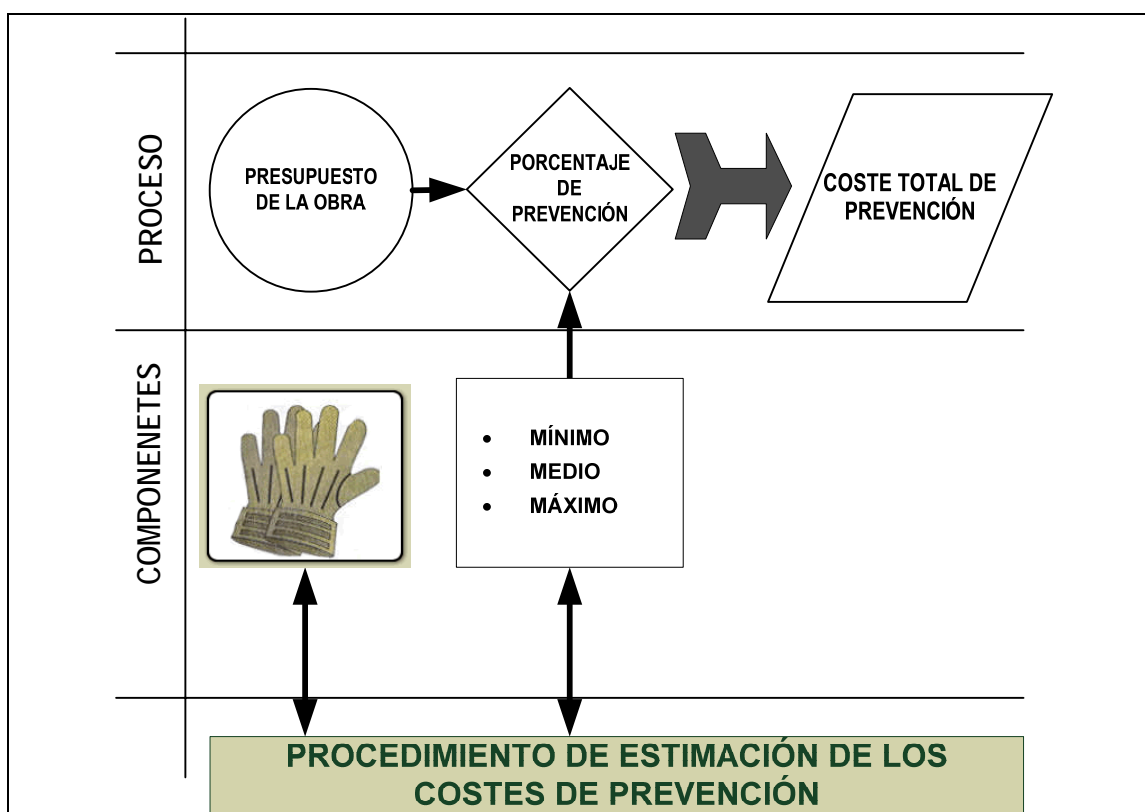 PROCESO
PRESUPUESTO
DE LA OBRA
PORCENTAJE
DE
PREVENCIÓN
COSTE TOTAL DE
PREVENCIÓN
COMPONENETES
• MÍNIMO
• MEDIO
• MÁXIMO
PROCEDIMIENTO DE ESTIMACIÓN DE LOS
COSTES DE PREVENCIÓN